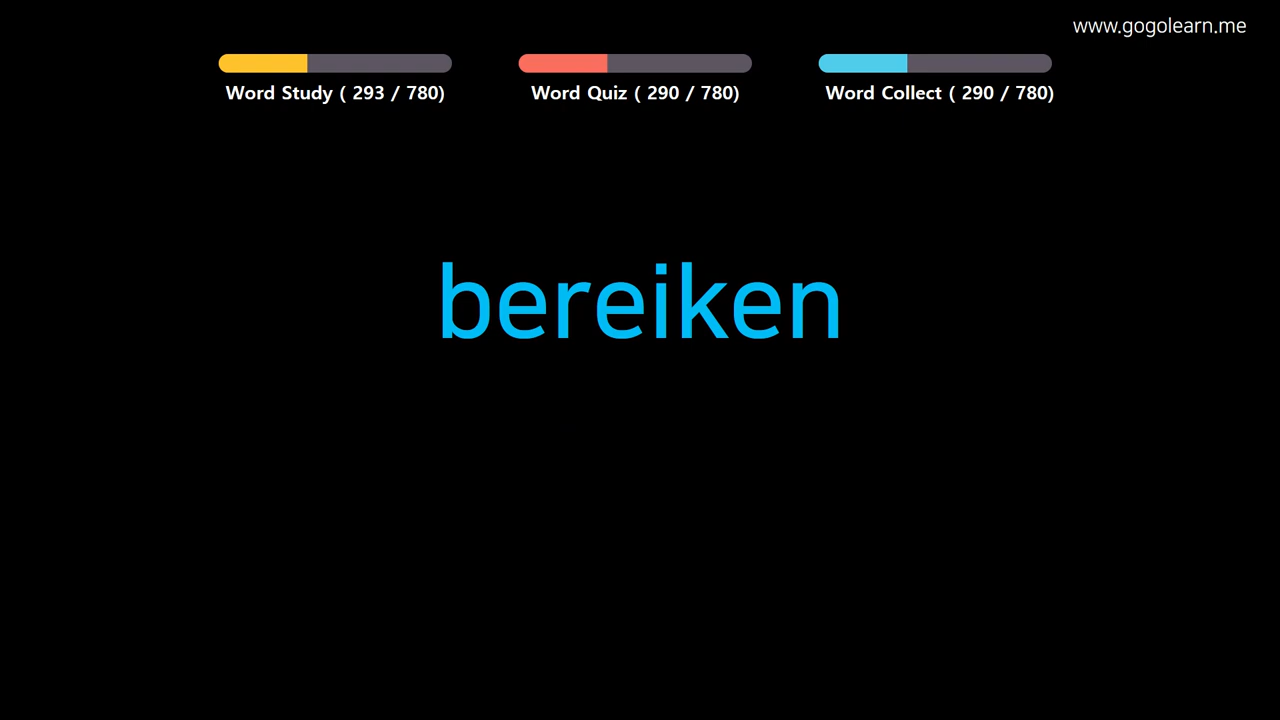 www.gogolearn.me
Word Study ( 293 / 780)
Word Quiz ( 290 / 780)
Word Collect ( 290 / 780)
bereiken